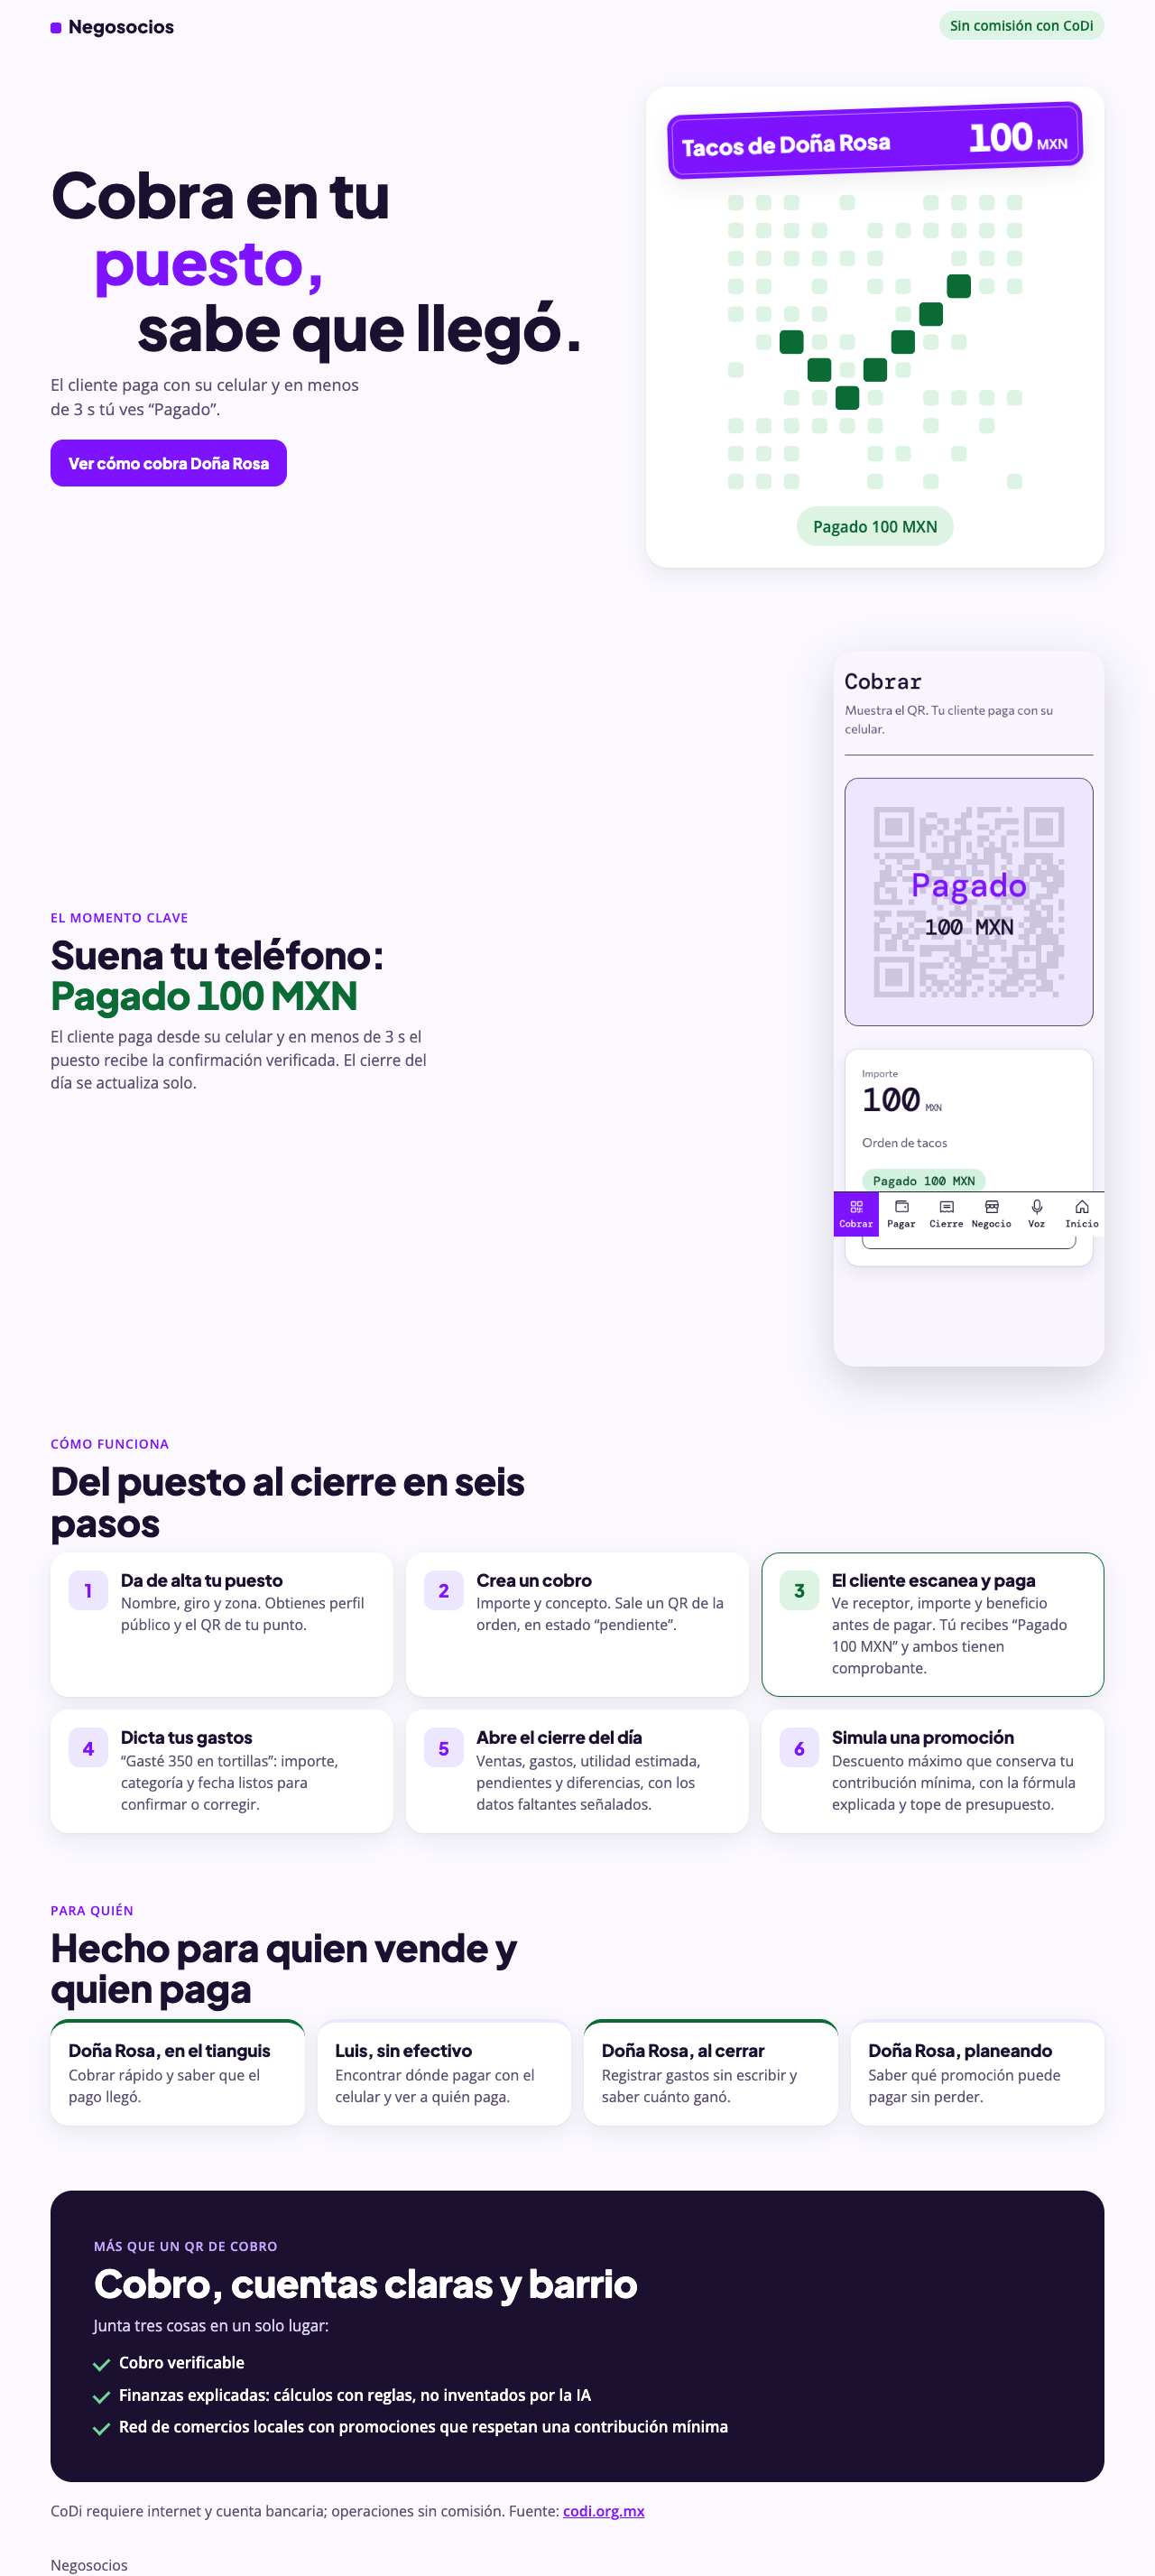 Negosocios
Sin comisión con CoDi
Cobra en tu
puesto,
sabe que llegó.
El cliente paga con su celular y en menos
de 3 s tú ves “Pagado”.
Ver cómo cobra Doña Rosa
Tacos de Doña Rosa
100 MXN
Pagado 100 MXN
EL MOMENTO CLAVE
Suena tu teléfono:
Pagado 100 MXN
El cliente paga desde su celular y en menos de 3 s el
puesto recibe la confirmación verificada. El cierre del
día se actualiza solo.
Cobrar
Muestra el QR. Tu cliente paga con su
celular.
Pagado
100 MXN
Importe
100 MXN
Orden de tacos
Pagado 100 MXN
Cobrar
Pagar
Cierre
Negocio
Voz
Inicio
CÓMO FUNCIONA
Del puesto al cierre en seis
pasos
1
Da de alta tu puesto
Nombre, giro y zona. Obtienes perfil
público y el QR de tu punto.
2
Crea un cobro
Importe y concepto. Sale un QR de la
orden, en estado “pendiente”.
3
El cliente escanea y paga
Ve receptor, importe y beneficio
antes de pagar. Tú recibes “Pagado
100 MXN” y ambos tienen
comprobante.
4
Dicta tus gastos
“Gasté 350 en tortillas”: importe,
categoría y fecha listos para
confirmar o corregir.
5
Abre el cierre del día
Ventas, gastos, utilidad estimada,
pendientes y diferencias, con los
datos faltantes señalados.
6
Simula una promoción
Descuento máximo que conserva tu
contribución mínima, con la fórmula
explicada y tope de presupuesto.
PARA QUIÉN
Hecho para quien vende y
quien paga
Doña Rosa, en el tianguis
Cobrar rápido y saber que el
pago llegó.
Luis, sin efectivo
Encontrar dónde pagar con el
celular y ver a quién paga.
Doña Rosa, al cerrar
Registrar gastos sin escribir y
saber cuánto ganó.
Doña Rosa, planeando
Saber qué promoción puede
pagar sin perder.
MÁS QUE UN QR DE COBRO
Cobro, cuentas claras y barrio
Junta tres cosas en un solo lugar:
Cobro verificable
Finanzas explicadas: cálculos con reglas, no inventados por la IA
Red de comercios locales con promociones que respetan una contribución mínima
CoDi requiere internet y cuenta bancaria; operaciones sin comisión. Fuente: codi.org.mx
Negosocios